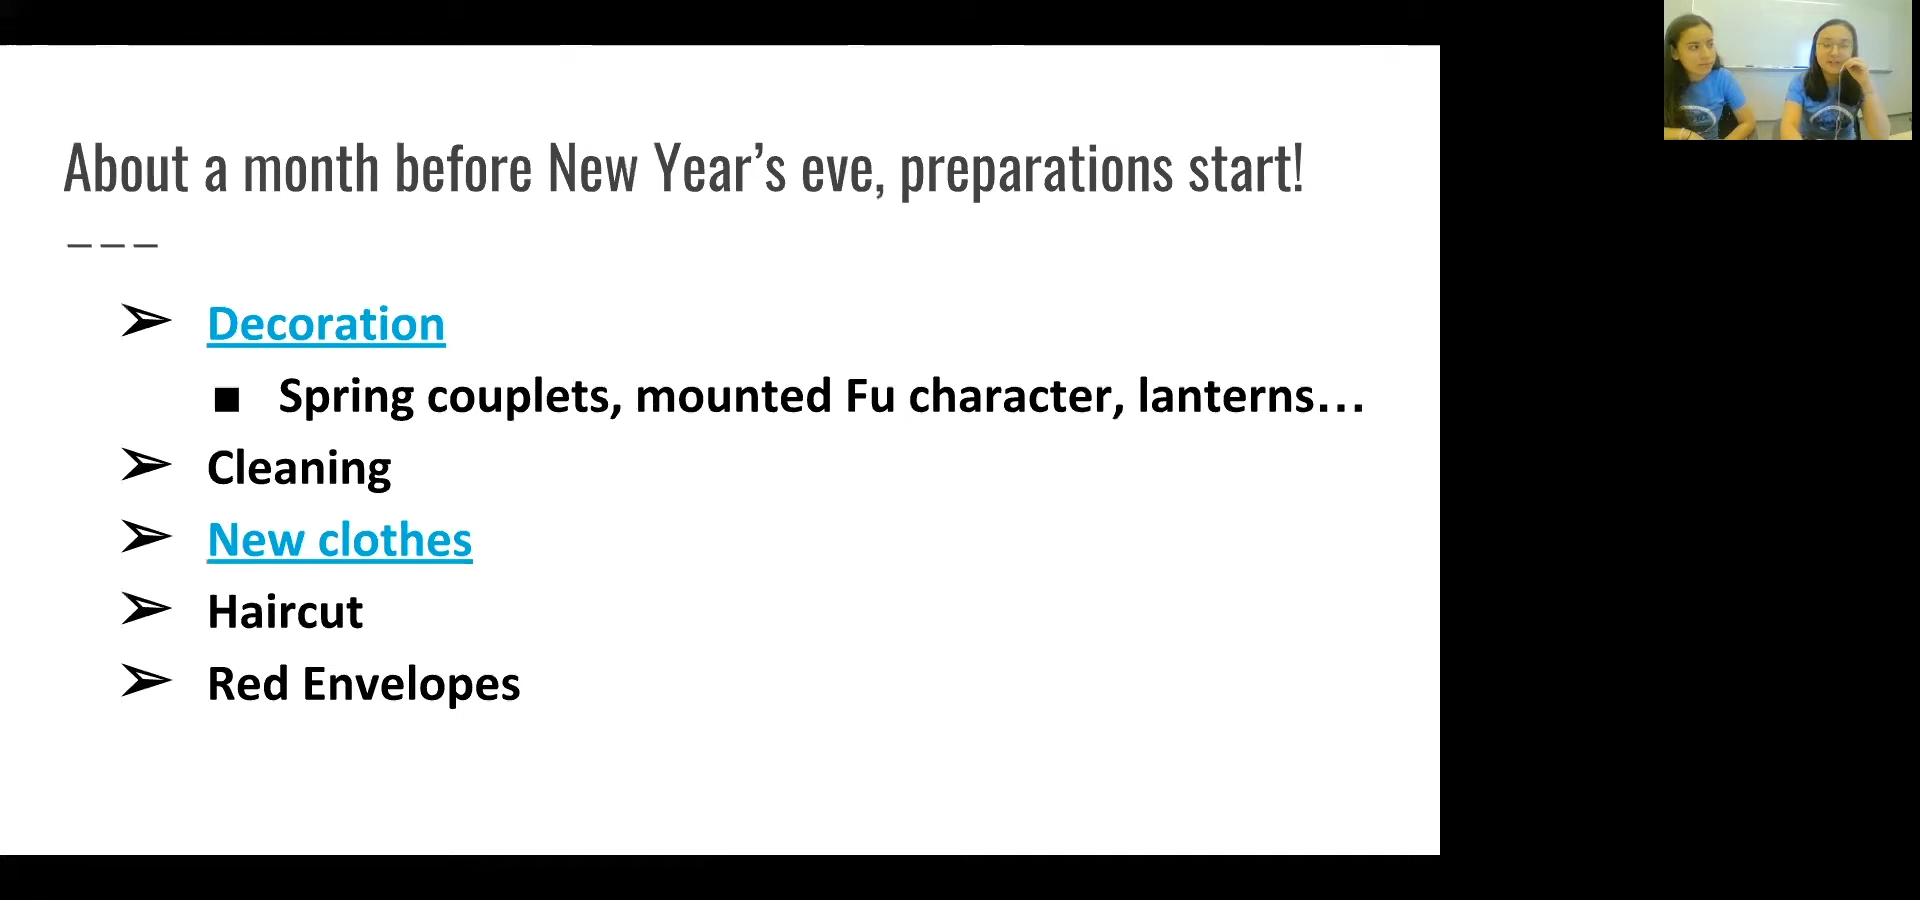 About a month before New Year’s eve, preparations start!
➢ Decoration
■ Spring couplets, mounted Fu character, lanterns…
➢ Cleaning
➢ New clothes
➢ Haircut
➢ Red Envelopes